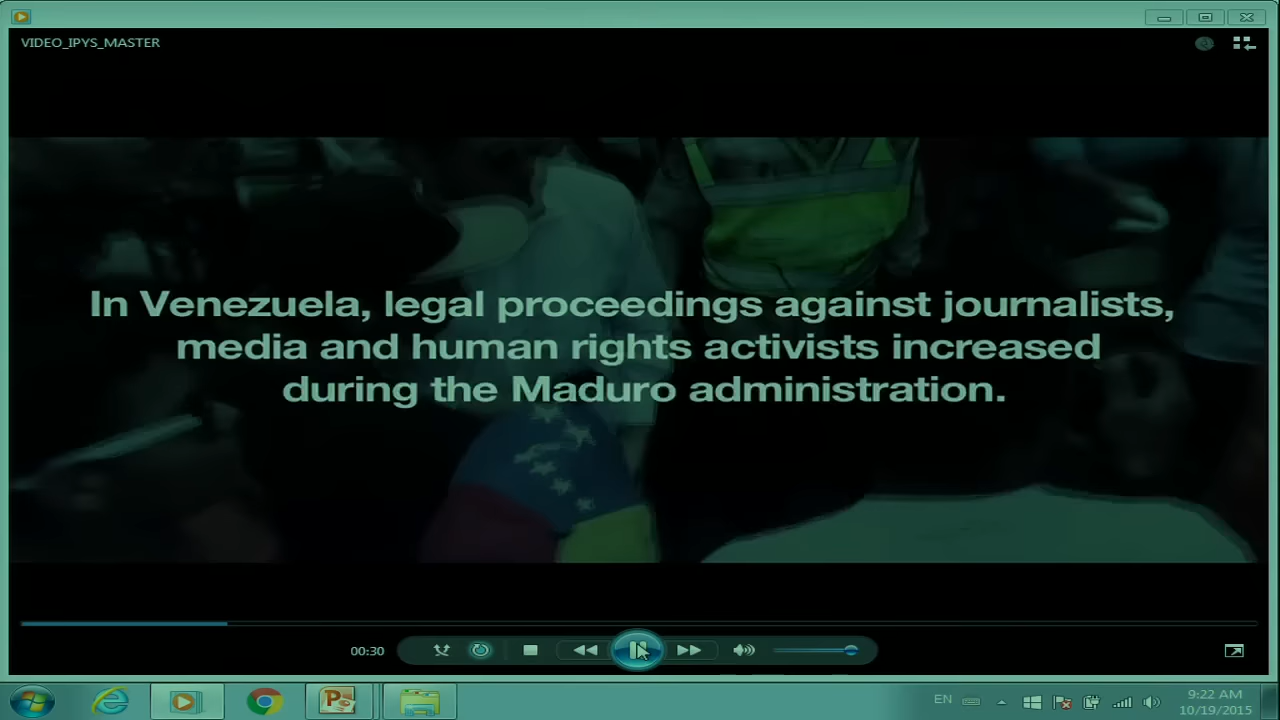 VIDEO_IPYS_MASTER
In Venezuela, legal proceedings against journalists,
media and human rights activists increased
during the Maduro administration.
00:30
EN
9:22 AM
10/19/2015